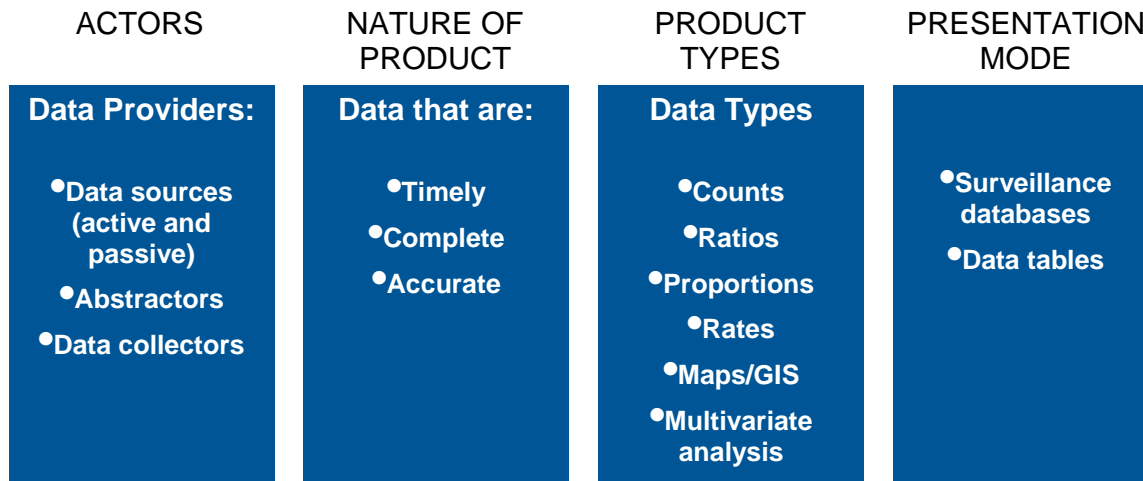 ACTORS
NATURE OF
PRODUCT
PRODUCT
TYPES
PRESENTATION
MODE
Data Providers:
•Data sources
(active and
passive)
•Abstractors
•Data collectors
Data that are:
•Timely
•Complete
•Accurate
Data Types
•Counts
•Ratios
•Proportions
•Rates
•Maps/GIS
•Multivariate
analysis
•Surveillance
databases
•Data tables